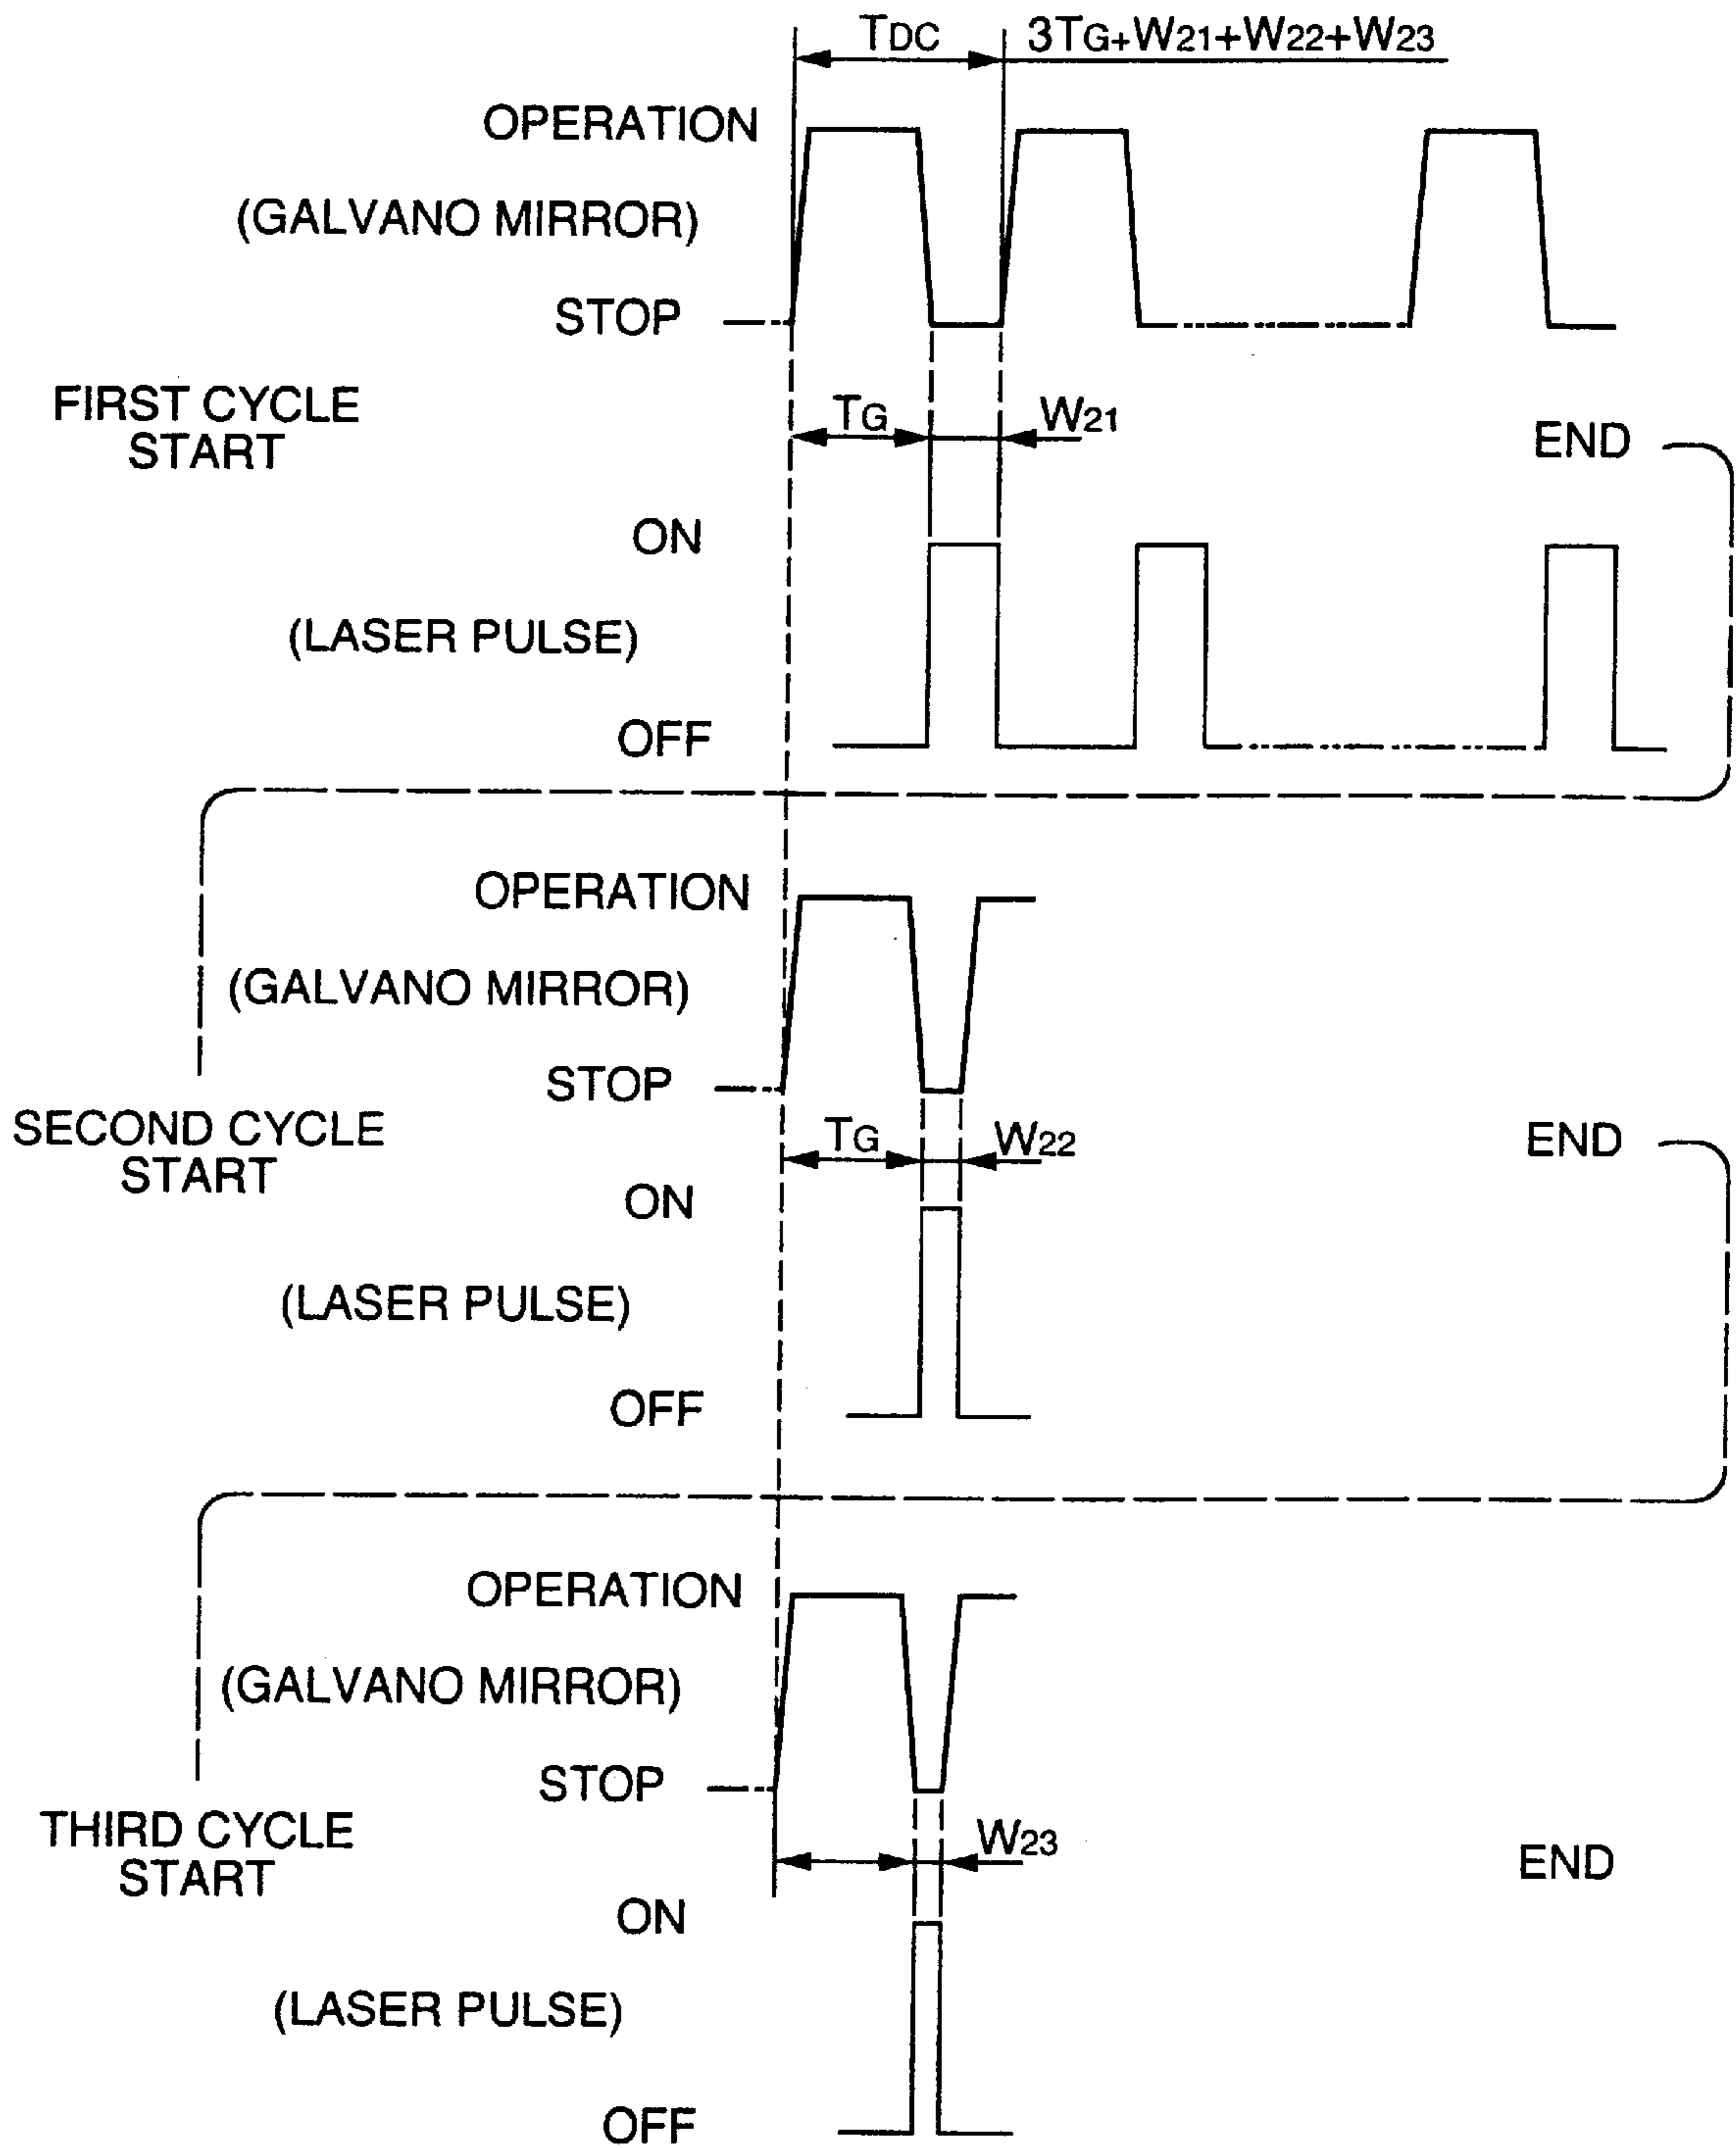 TDC 3TG+W21+W22+W23
OPERATION
(GALVANO MIRROR)
STOP
FIRST CYCLE
START
TG W21
END
ON
(LASER PULSE)
OFF
OPERATION
(GALVANO MIRROR)
STOP
SECOND CYCLE
START
TG W22
END
ON
(LASER PULSE)
OFF
OPERATION
(GALVANO MIRROR)
STOP
THIRD CYCLE
START
W23
END
ON
(LASER PULSE)
OFF